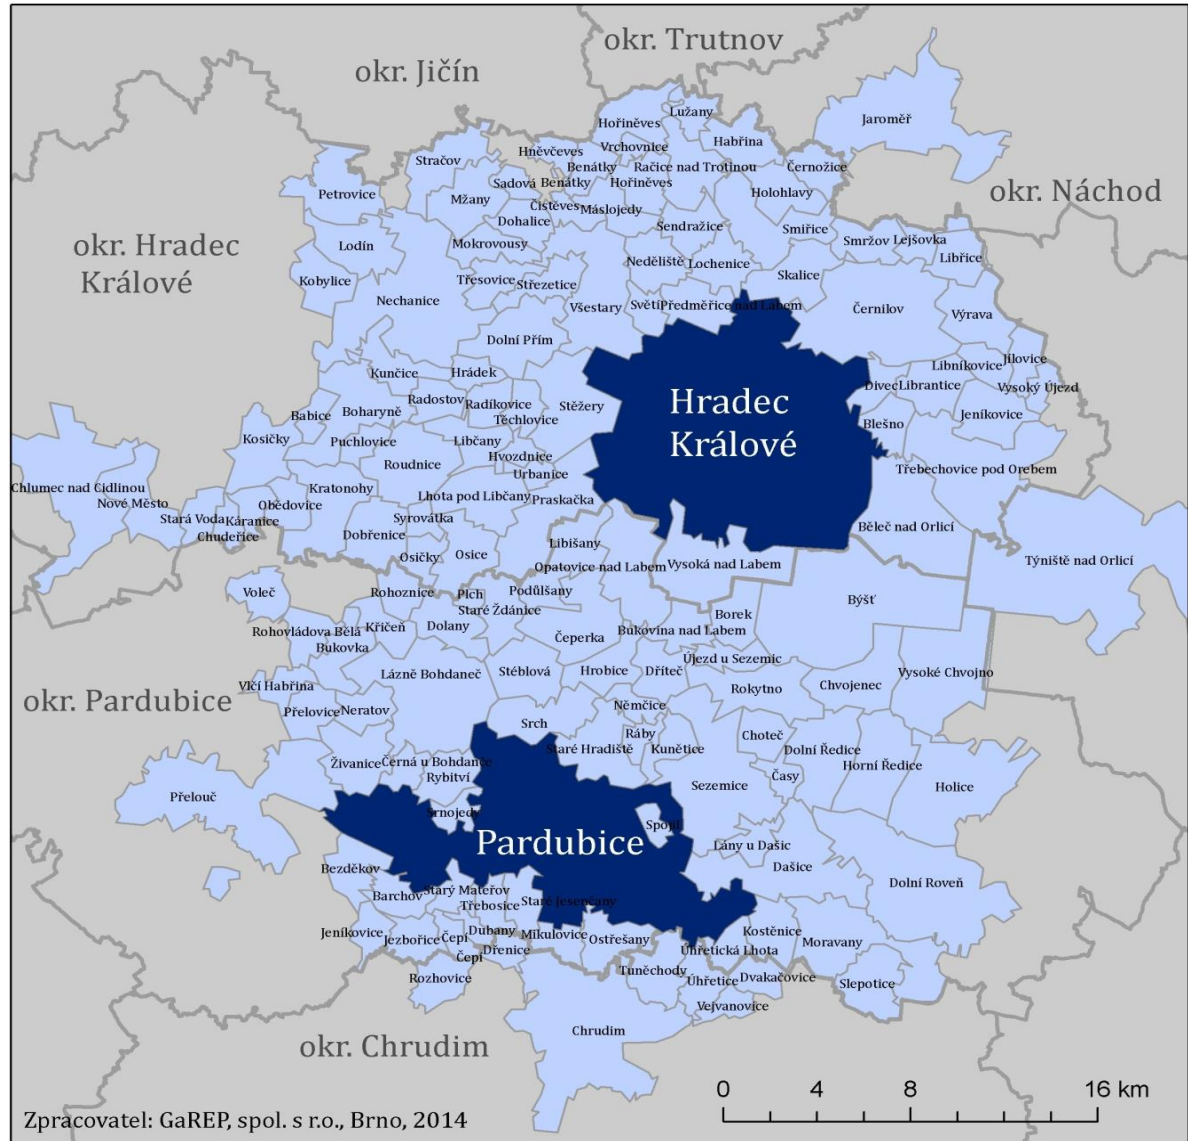 okr. Trutnov
okr. Jičín
Jaroměř
Lužany
Hořiněves
Habřina
Vrchovnice
Hněvčeves
Stračov
Benátky
Račice nad Trotinou
Černožice
Sadová
Benátky
Hořiněves
Petrovice
Mžany
Holohlavy
okr. Náchod
Čistěves
Máslojedy
Dohalice
Sendražice
Smiřice
okr. Hradec
Králové
Lodín
Mokrovousy
Smržov
Lejšovka
Libřice
Neděliště
Lochenice
Skalice
Kobylice
Třesovice
Střezetice
Nechanice
Všestary
Světí
Předměřice nad Labem
Černilov
Výrava
Dolní Přím
Jílovice
Libníkovice
Kunčice
Hrádek
Divec
Librantice
Vysoký Újezd
Hradec
Králové
Radostov
Radíkovice
Stěžery
Babice
Boharyně
Těchlovice
Jeníkovice
Blešno
Kosičky
Puchlovice
Libčany
Hvozdnice
Roudnice
Třebechovice pod Orebem
Urbanice
Chlumec nad Cidlinou
Kratonohy
Lhota pod Libčany
Nové Město
Obědovice
Praskačka
Stará Voda
Káranice
Syrovátka
Chudeřice
Dobřenice
Běleč nad Orlicí
Libišany
Osičky
Osice
Týniště nad Orlicí
Opatovice nad Labem
Vysoká nad Labem
Voleč
Rohoznice
Plch
Podůlšany
Býšť
Staré Ždánice
Borek
Rohovládova Bělá
Křičeň
Dolany
Čeperka
Bukovina nad Labem
Bukovka
Újezd u Sezemic
Lázně Bohdaneč
Stéblová
Hrobice
Dříteč
Vysoké Chvojno
Vlčí Habřina
Rokytno
Chvojenec
okr. Pardubice
Přelovice
Neratov
Němčice
Srch
Ráby
Choteč
Staré Hradiště
Kunětice
Dolní Ředice
Živanice
Černá u Bohdanče
Horní Ředice
Rybitví
Časy
Sezemice
Holice
Přelouč
Srnojedy
Spojil
Pardubice
Lány u Dašic
Bezděkov
Dašice
Dolní Roveň
Barchov
Starý Mateřov
Třebosice
Staré Jesenčany
Jeníkovice
Jezbořice
Čepí
Dubany
Mikulovice
Ostřešany
Kostěnice
Moravany
Čepí
Dřenice
Úhřetická Lhota
Rozhovice
Tuněchody
Úhřetice
Dvakačovice
Slepotice
Vejvanovice
Chrudim
okr. Chrudim
0 4 8 16 km
Zpracovatel: GaREP, spol. s r.o., Brno, 2014